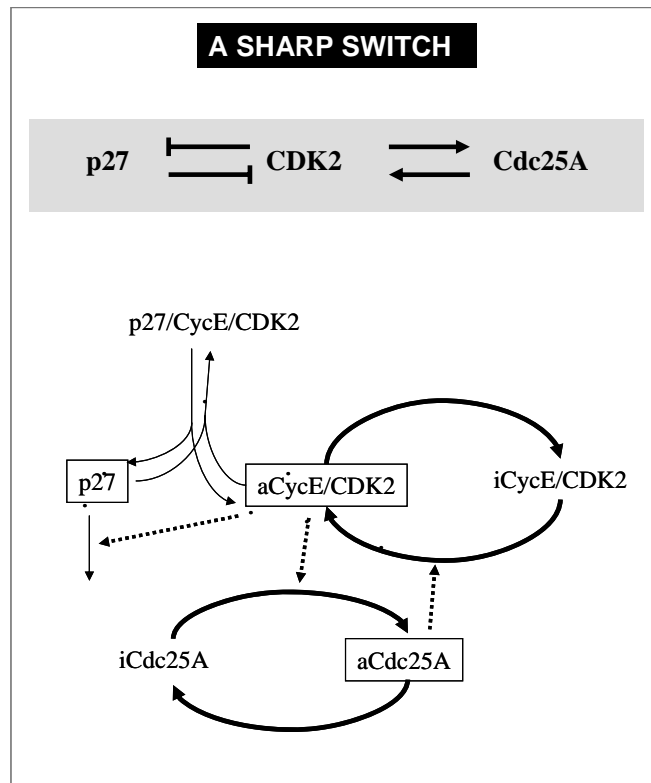 A SHARP SWITCH
p27 CDK2 Cdc25A
p27/CycE/CDK2
p27 aCycE/CDK2 iCycE/CDK2
iCdc25A aCdc25A